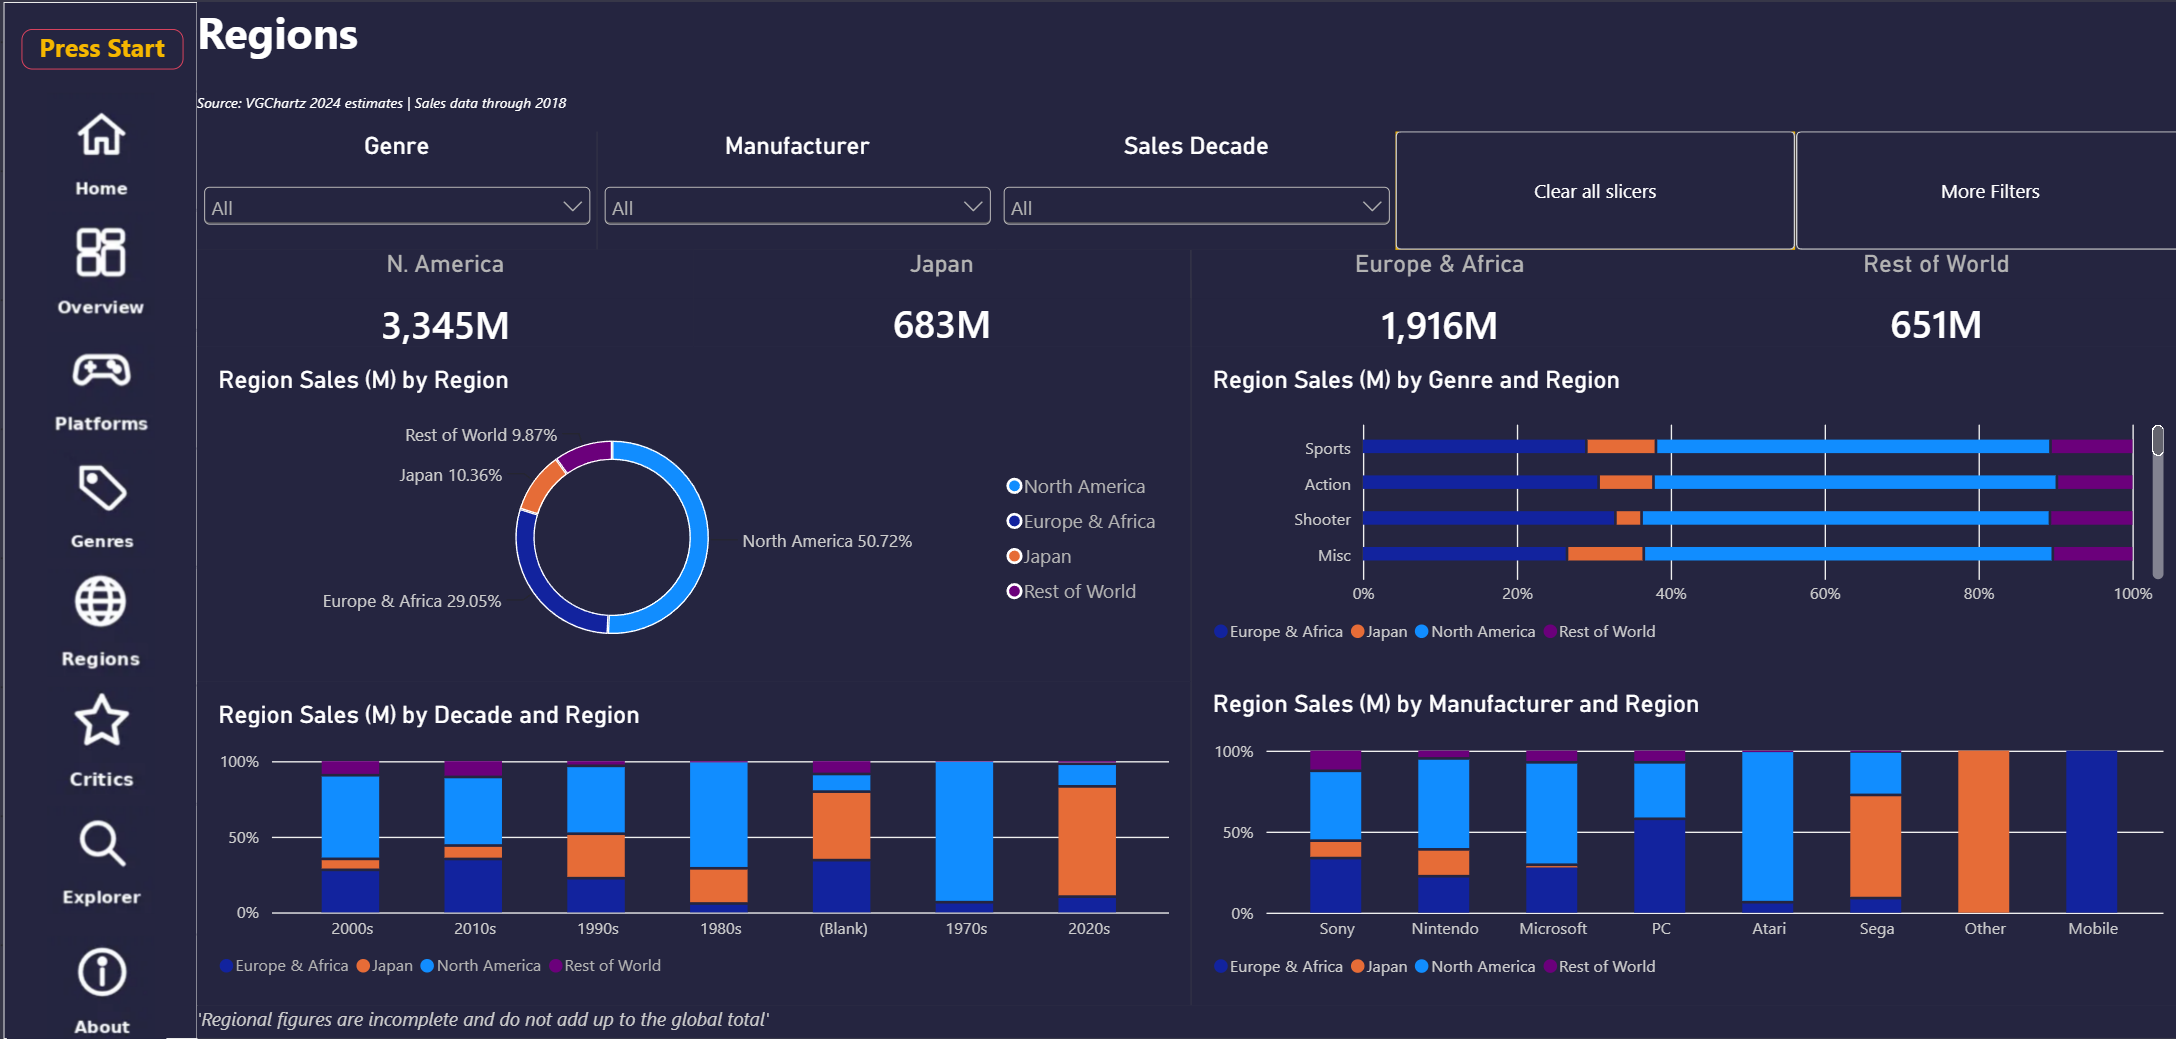 Press Start
Home
Overview
Platforms
Genres
Regions
Critics
Explorer
About
Regions
Source: VGChartz 2024 estimates | Sales data through 2018
Genre
All
Manufacturer
All
Sales Decade
All
Clear all slicers
More Filters
N. America
3,345M
Japan
683M
Europe & Africa
1,916M
Rest of World
651M
Region Sales (M) by Region
Rest of World 9.87%
Japan 10.36%
North America 50.72%
Europe & Africa 29.05%
North America
Europe & Africa
Japan
Rest of World
Region Sales (M) by Genre and Region
Sports
Action
Shooter
Misc
0% 20% 40% 60% 80% 100%
Europe & Africa Japan North America Rest of World
Region Sales (M) by Decade and Region
100%
50%
0%
2000s 2010s 1990s 1980s (Blank) 1970s 2020s
Europe & Africa Japan North America Rest of World
Region Sales (M) by Manufacturer and Region
100%
50%
0%
Sony Nintendo Microsoft PC Atari Sega Other Mobile
Europe & Africa Japan North America Rest of World
'Regional figures are incomplete and do not add up to the global total'